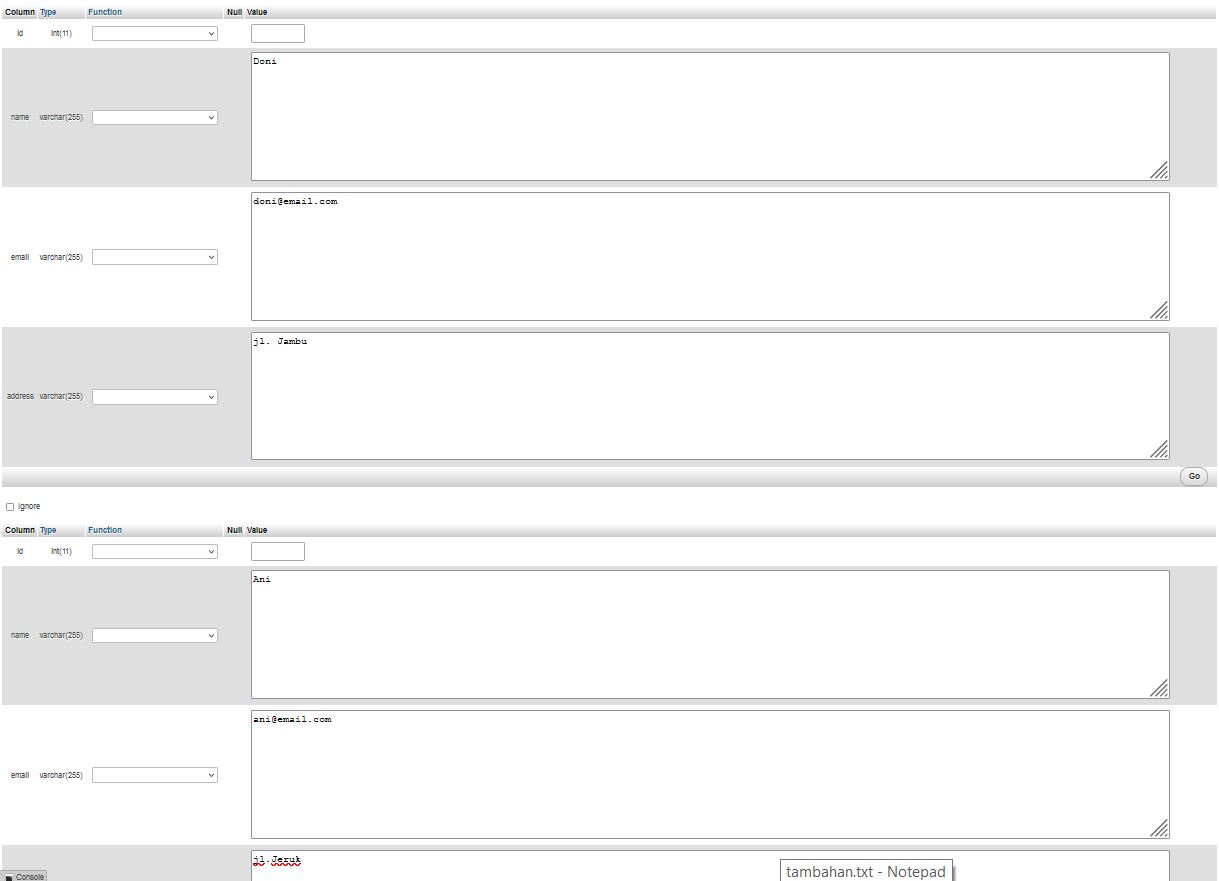 Column Type Function Null Value
id int(11)
Doni
name varchar(255)
doni@email.com
email varchar(255)
jl. Jambu
address varchar(255)
Go
Ignore
Column Type Function Null Value
id int(11)
Ani
name varchar(255)
ani@email.com
email varchar(255)
jl.Jeruk
tambahan.txt - Notepad
Console